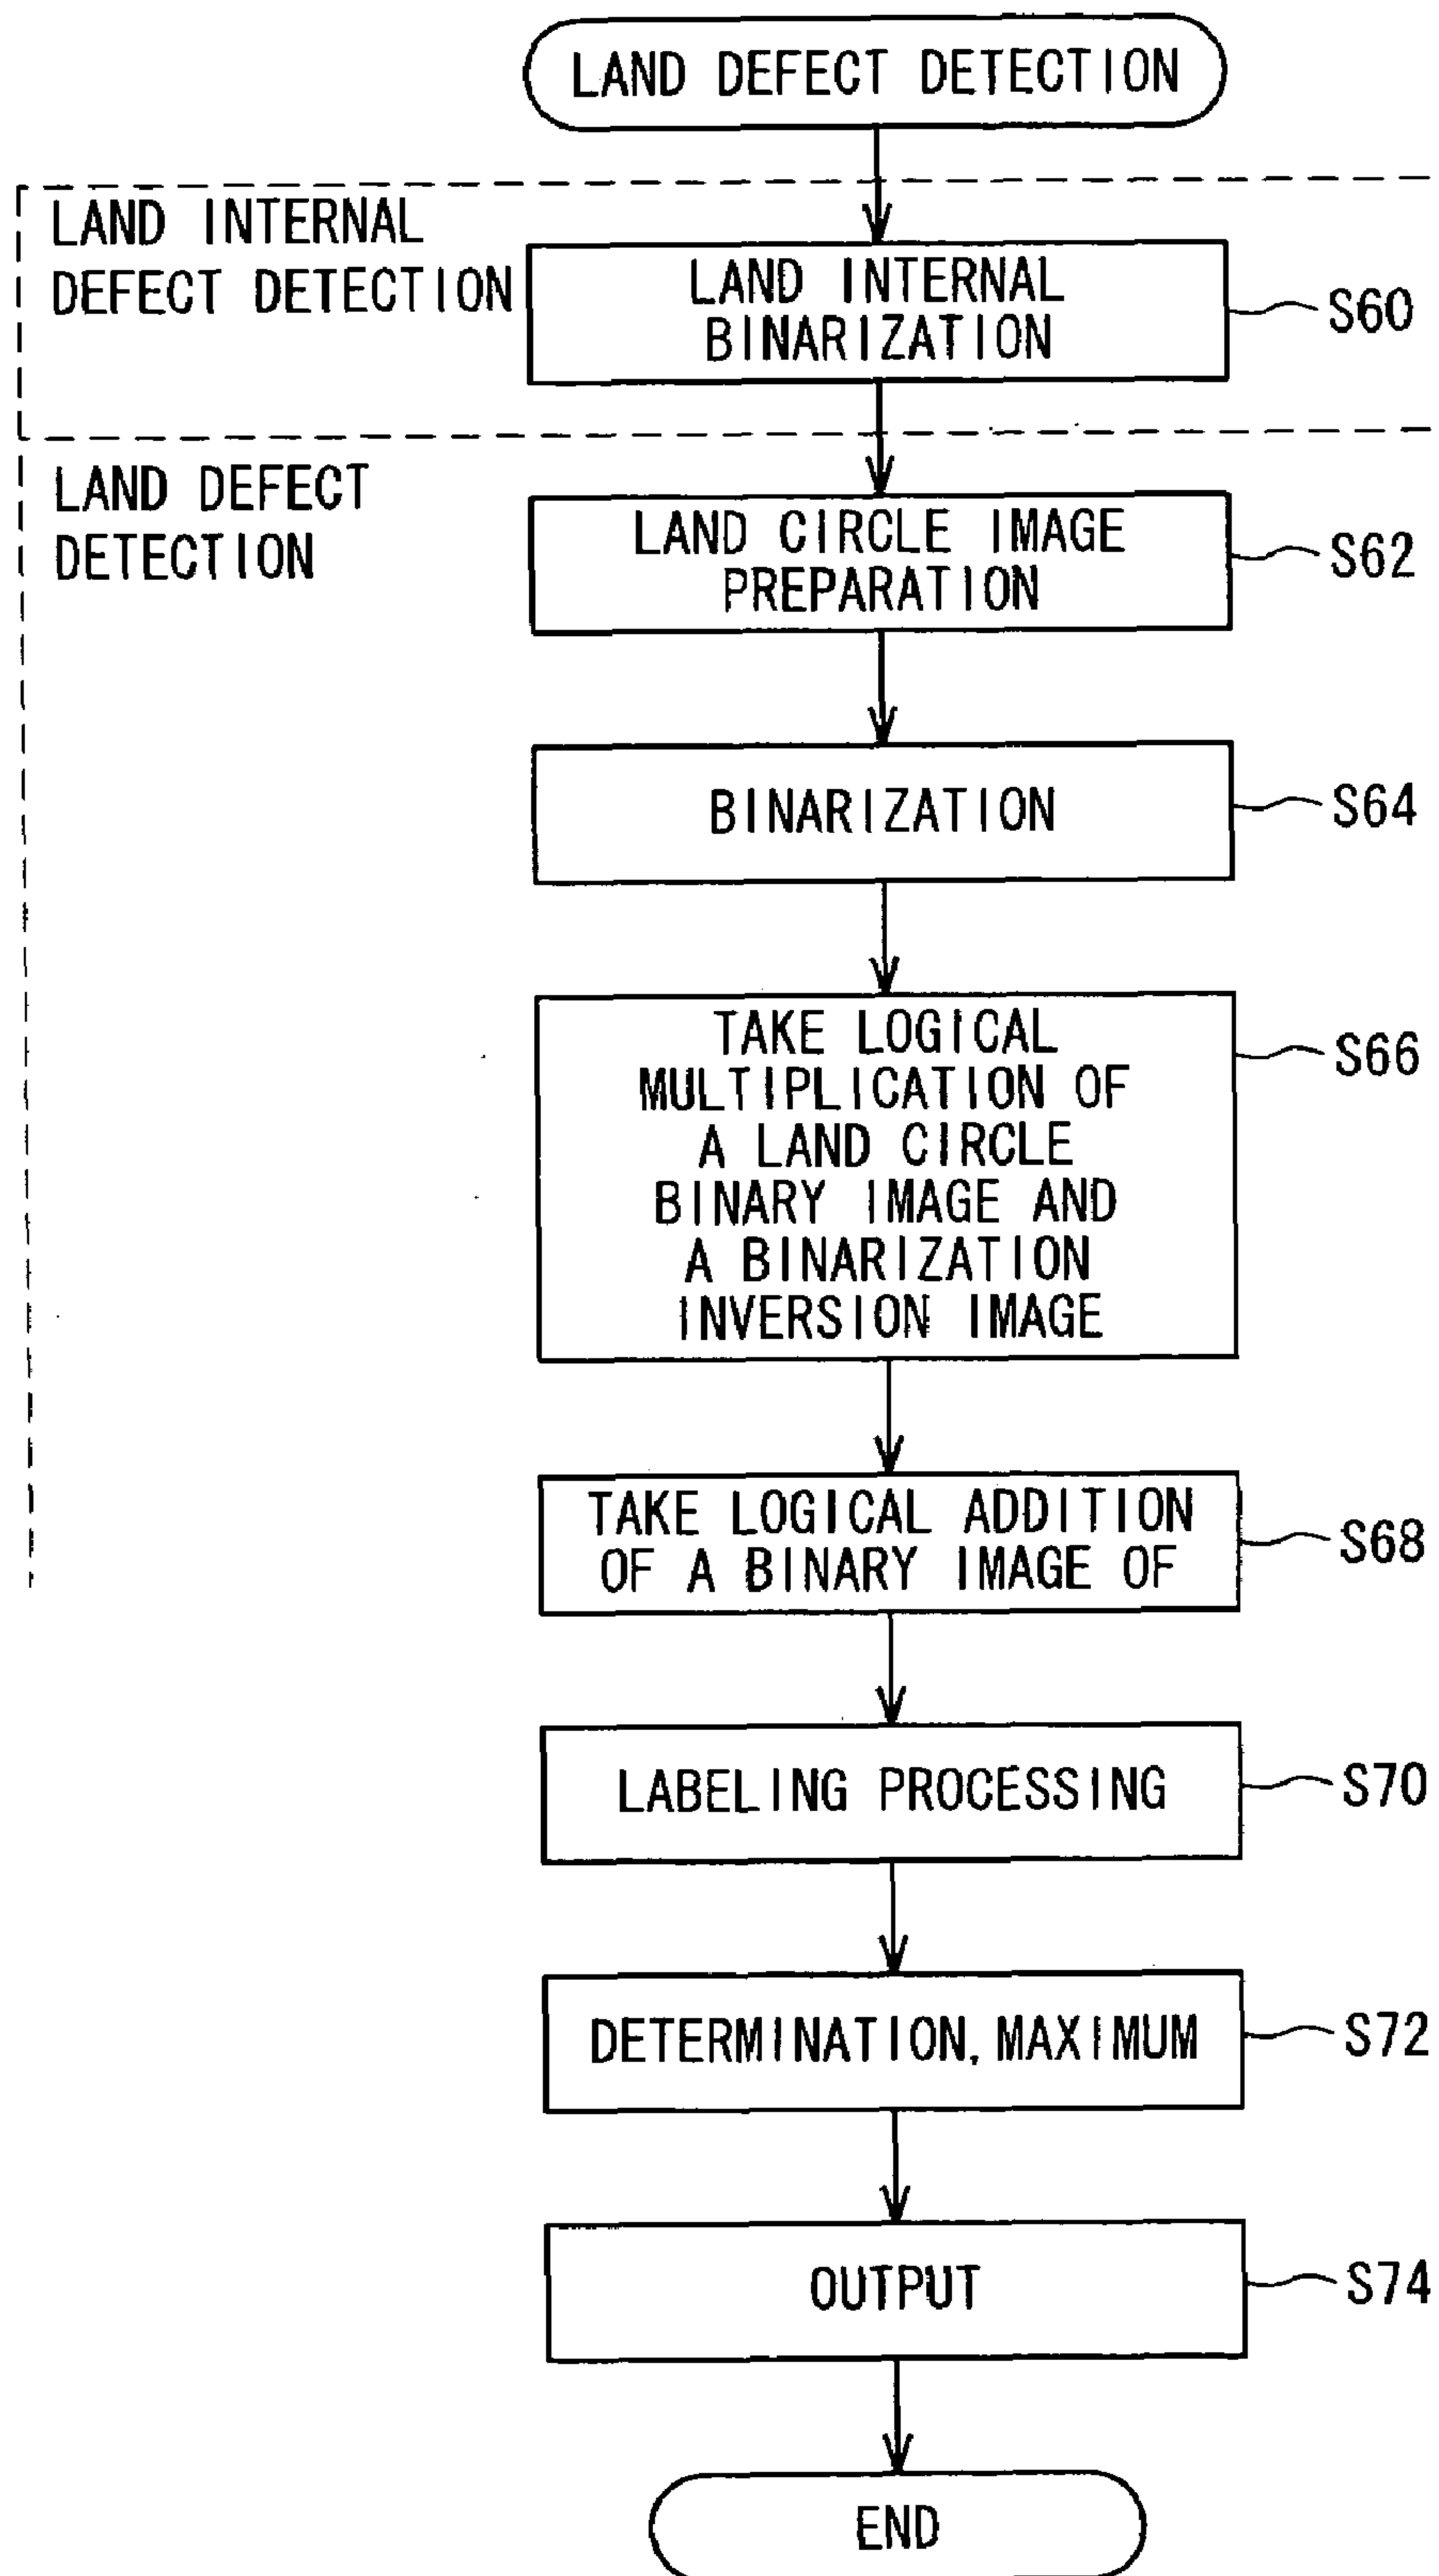 LAND DEFECT DETECTION
LAND INTERNAL
DEFECT DETECTION
LAND INTERNAL
BINARIZATION
S60
LAND DEFECT
DETECTION
LAND CIRCLE IMAGE
PREPARATION
S62
BINARIZATION
S64
TAKE LOGICAL
MULTIPLICATION OF
A LAND CIRCLE
BINARY IMAGE AND
A BINARIZATION
INVERSION IMAGE
S66
TAKE LOGICAL ADDITION
OF A BINARY IMAGE OF
S68
LABELING PROCESSING
S70
DETERMINATION, MAXIMUM
S72
OUTPUT
S74
END